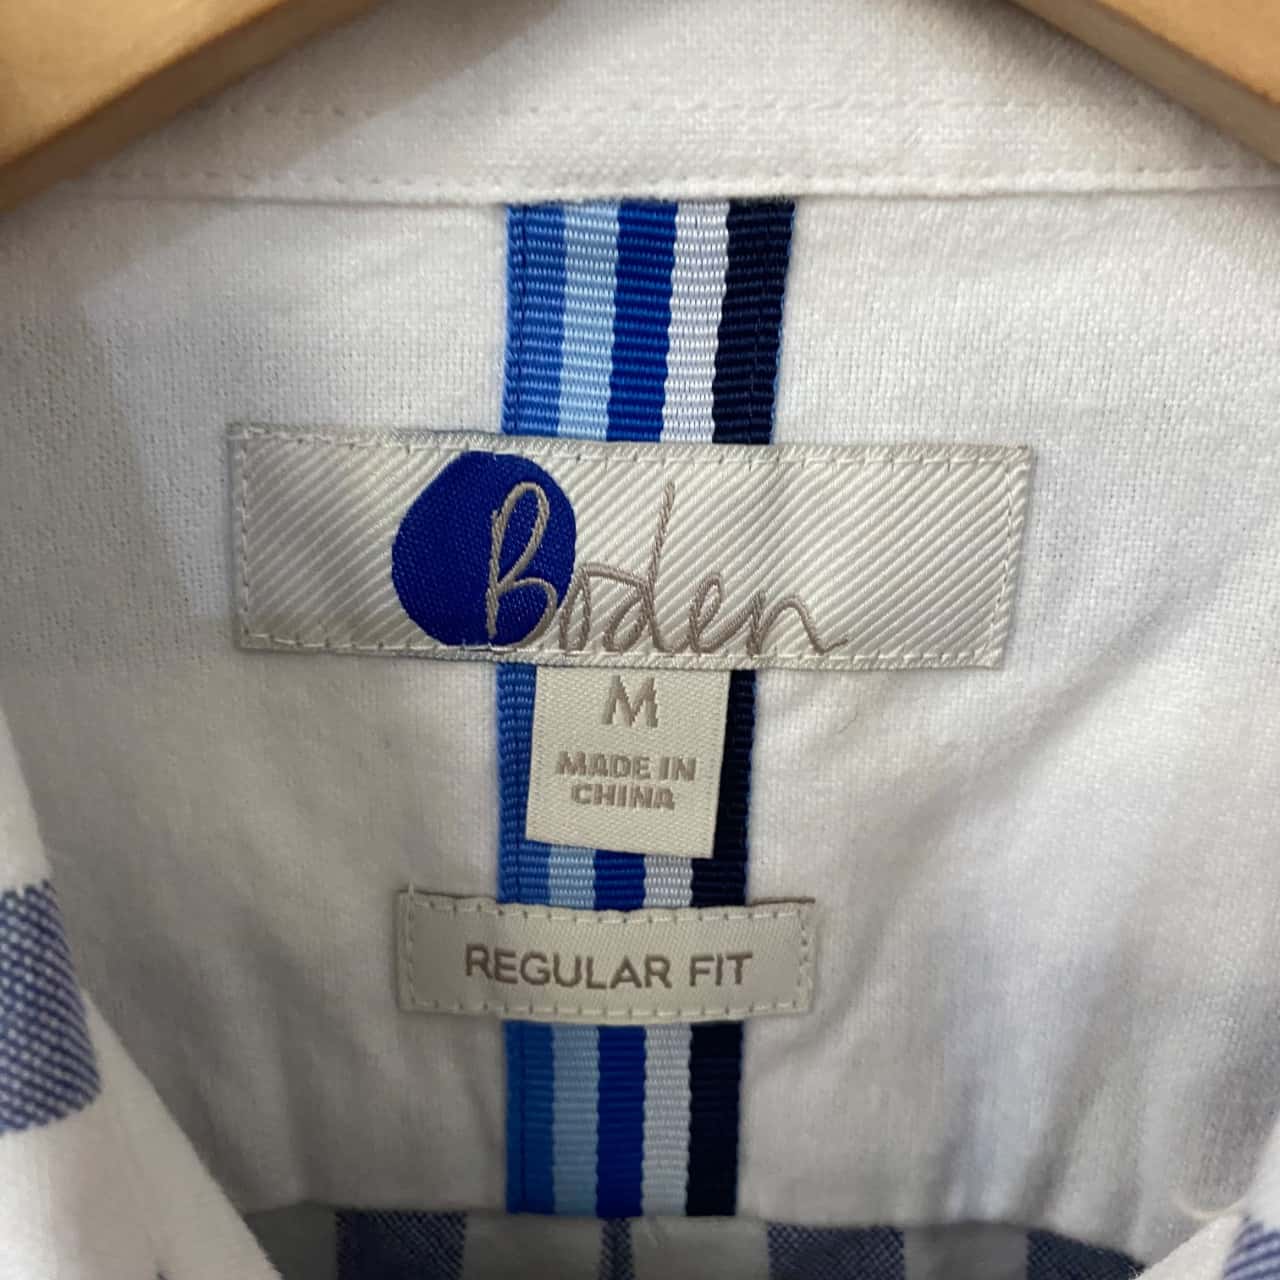 Boden
M
MADE IN
CHINA
REGULAR FIT